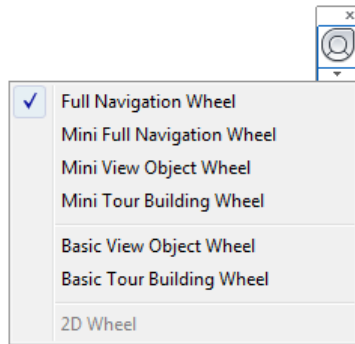 Full Navigation Wheel
Mini Full Navigation Wheel
Mini View Object Wheel
Mini Tour Building Wheel
Basic View Object Wheel
Basic Tour Building Wheel
2D Wheel